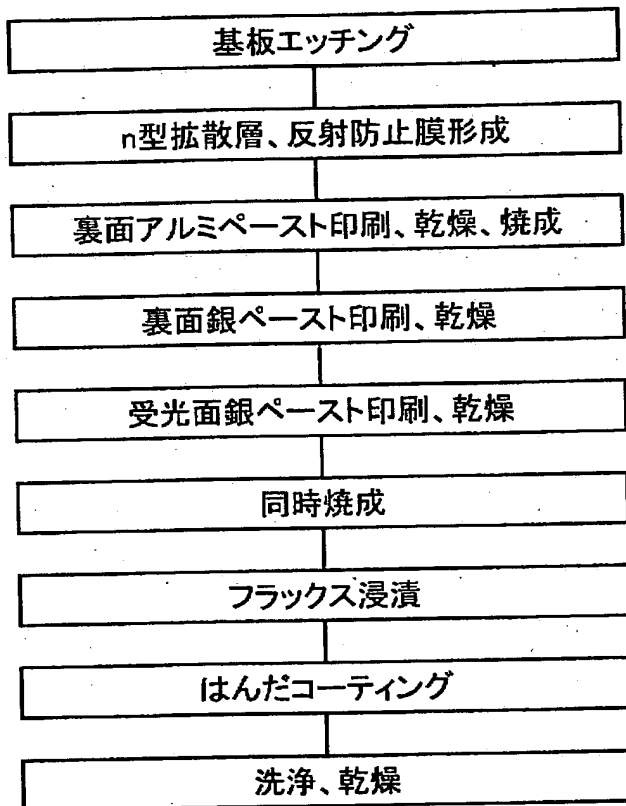 基板エッチング
n型拡散層、反射防止膜形成
裏面アルミペースト印刷、乾燥、焼成
裏面銀ペースト印刷、乾燥
受光面銀ペースト印刷、乾燥
同時焼成
フラックス浸漬
はんだコーティング
洗浄、乾燥